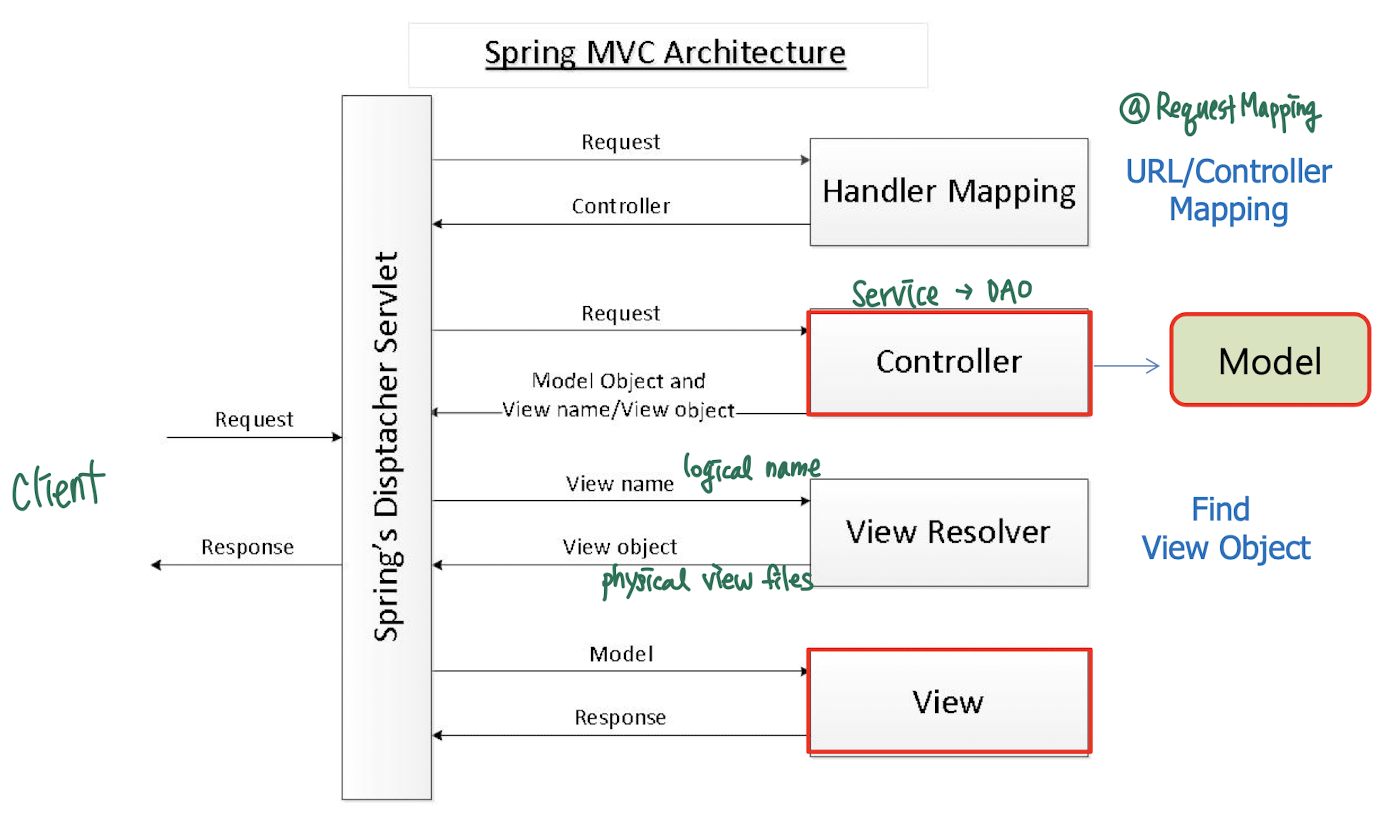 Spring MVC Architecture
@RequestMapping
Request
Handler Mapping
URL/Controller
Mapping
Controller
Service → DAO
Request
Controller
Model
Model Object and
View name/View object
Spring's Disptacher Servlet
Request
Client
logical name
View name
View Resolver
Find
View Object
Response
View object
physical view files
Model
View
Response